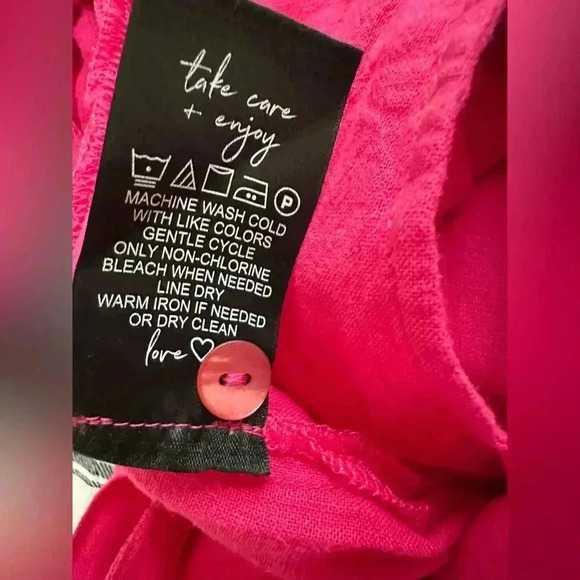 take care
+ enjoy
P
MACHINE WASH COLD
WITH LIKE COLORS
GENTLE CYCLE
ONLY NON-CHLORINE
BLEACH WHEN NEEDED
LINE DRY
WARM IRON IF NEEDED
OR DRY CLEAN
love ♡